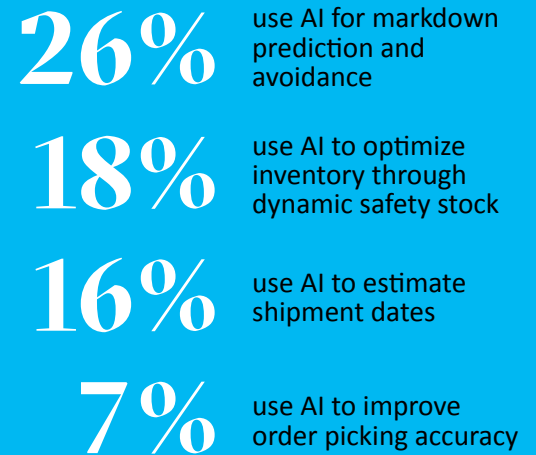 26%
use AI for markdown
prediction and
avoidance
18%
use AI to optimize
inventory through
dynamic safety stock
16%
use AI to estimate
shipment dates
7%
use AI to improve
order picking accuracy